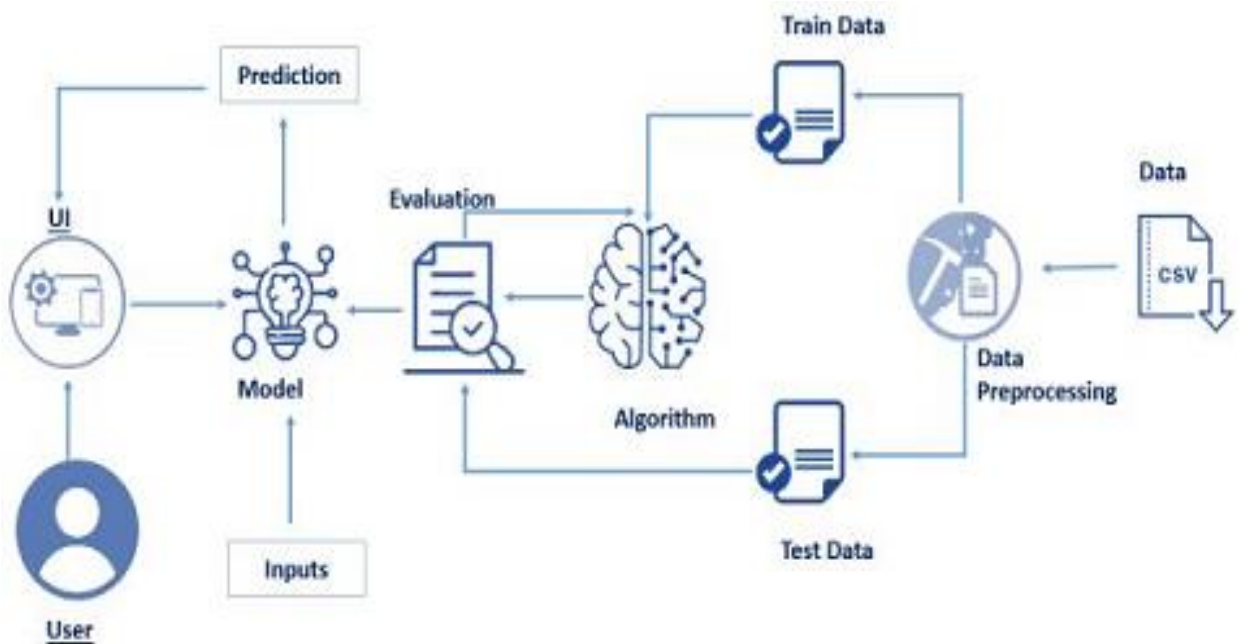 Train Data
Prediction
Data
Evaluation
UI
CSV
Model
Data
Preprocessing
Algorithm
Inputs
Test Data
User